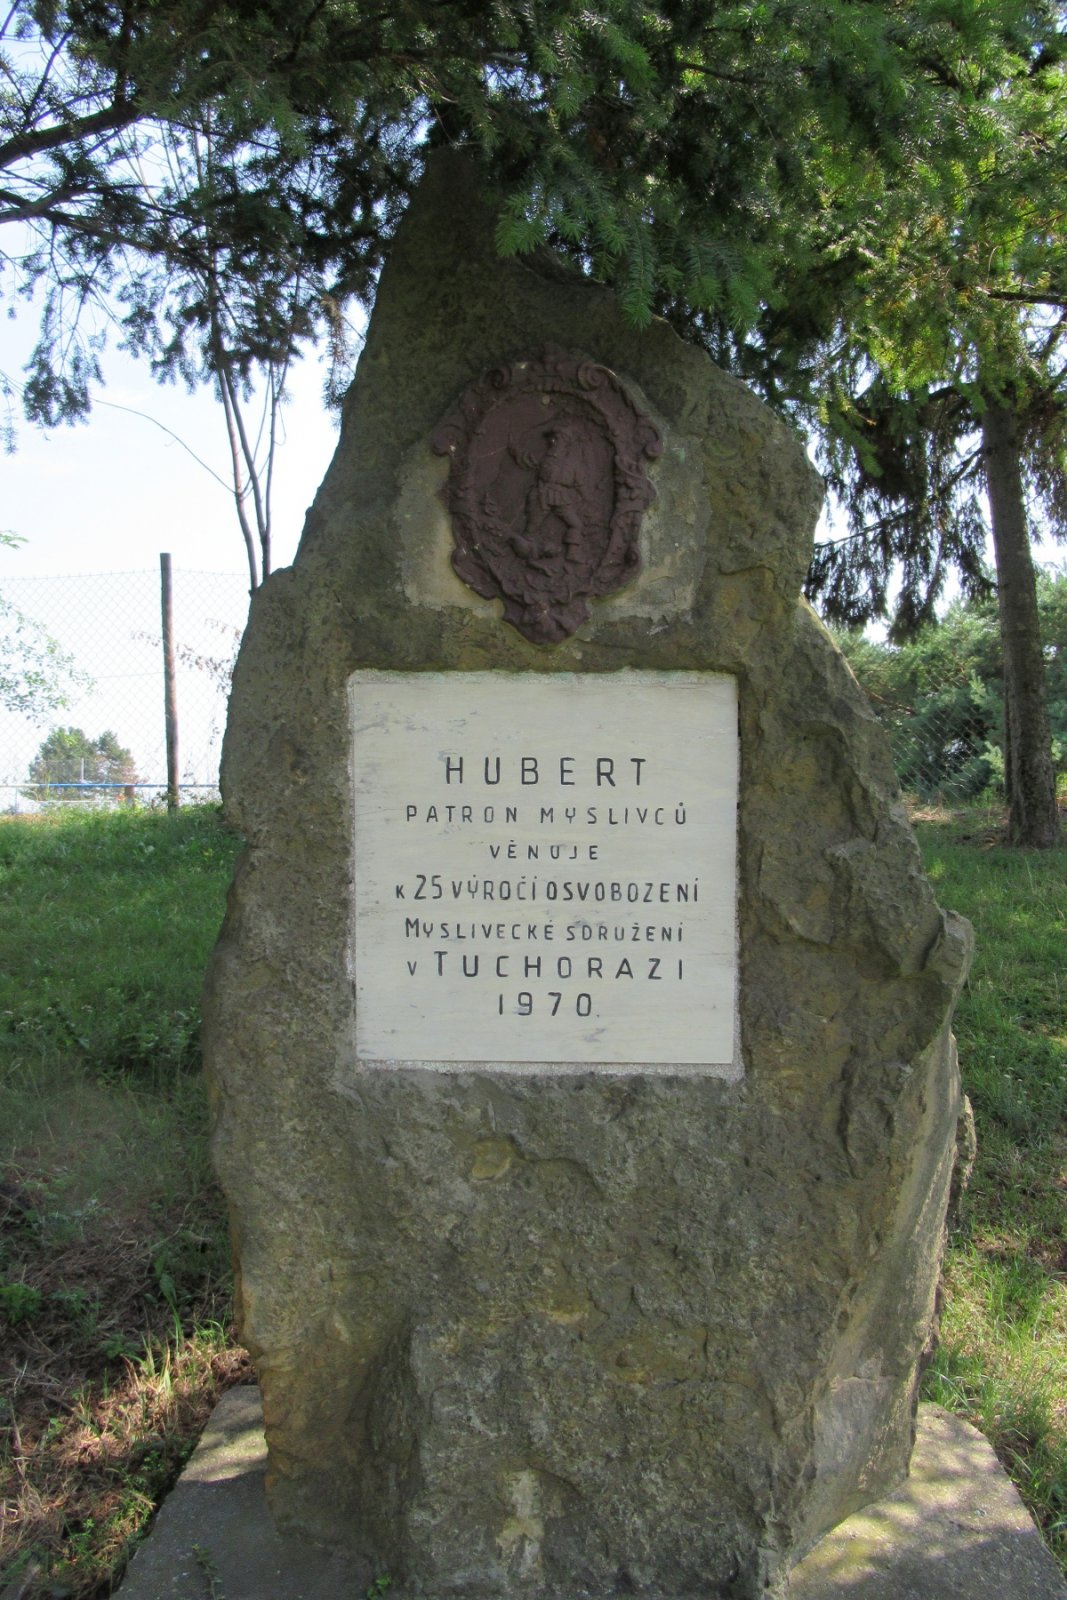 HUBERT
PATRON MYSLIVCŮ
VĚNUJE
K 25 VÝROČÍ OSVOBOZENÍ
MYSLIVECKÉ SDRUŽENÍ
V TUCHORAZI
1970.